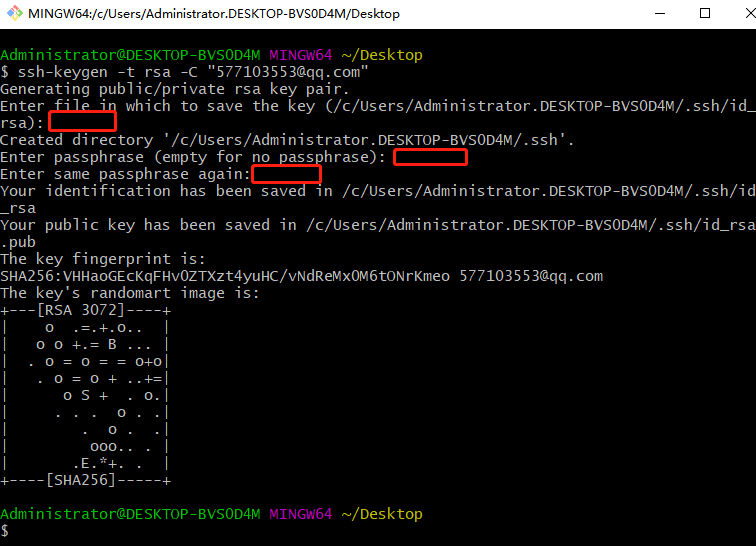 MINGW64:/c/Users/Administrator.DESKTOP-BVS0D4M/Desktop
Administrator@DESKTOP-BVS0D4M MINGW64 ~/Desktop
$ ssh-keygen -t rsa -C "577103553@qq.com"
Generating public/private rsa key pair.
Enter file in which to save the key (/c/Users/Administrator.DESKTOP-BVS0D4M/.ssh/id_
rsa):
Created directory '/c/Users/Administrator.DESKTOP-BVS0D4M/.ssh'.
Enter passphrase (empty for no passphrase):
Enter same passphrase again:
Your identification has been saved in /c/Users/Administrator.DESKTOP-BVS0D4M/.ssh/id
_rsa
Your public key has been saved in /c/Users/Administrator.DESKTOP-BVS0D4M/.ssh/id_rsa
.pub
The key fingerprint is:
SHA256:VHHaoGEcKqFHvOZTXzt4yuHC/vNdReMx0M6tONrKmeo 577103553@qq.com
The key's randomart image is:
+---[RSA 3072]----+
|    o  .=.+.o..  |
|   o o +.= B ... |
|  . o = o = = o+o|
|   . o = o + ..+=|
|      o S +  . o.|
|     . . .  o . .|
|        .  o .  .|
|         ooo.. . |
|       .E.*+. .  |
+----[SHA256]-----+
Administrator@DESKTOP-BVS0D4M MINGW64 ~/Desktop
$